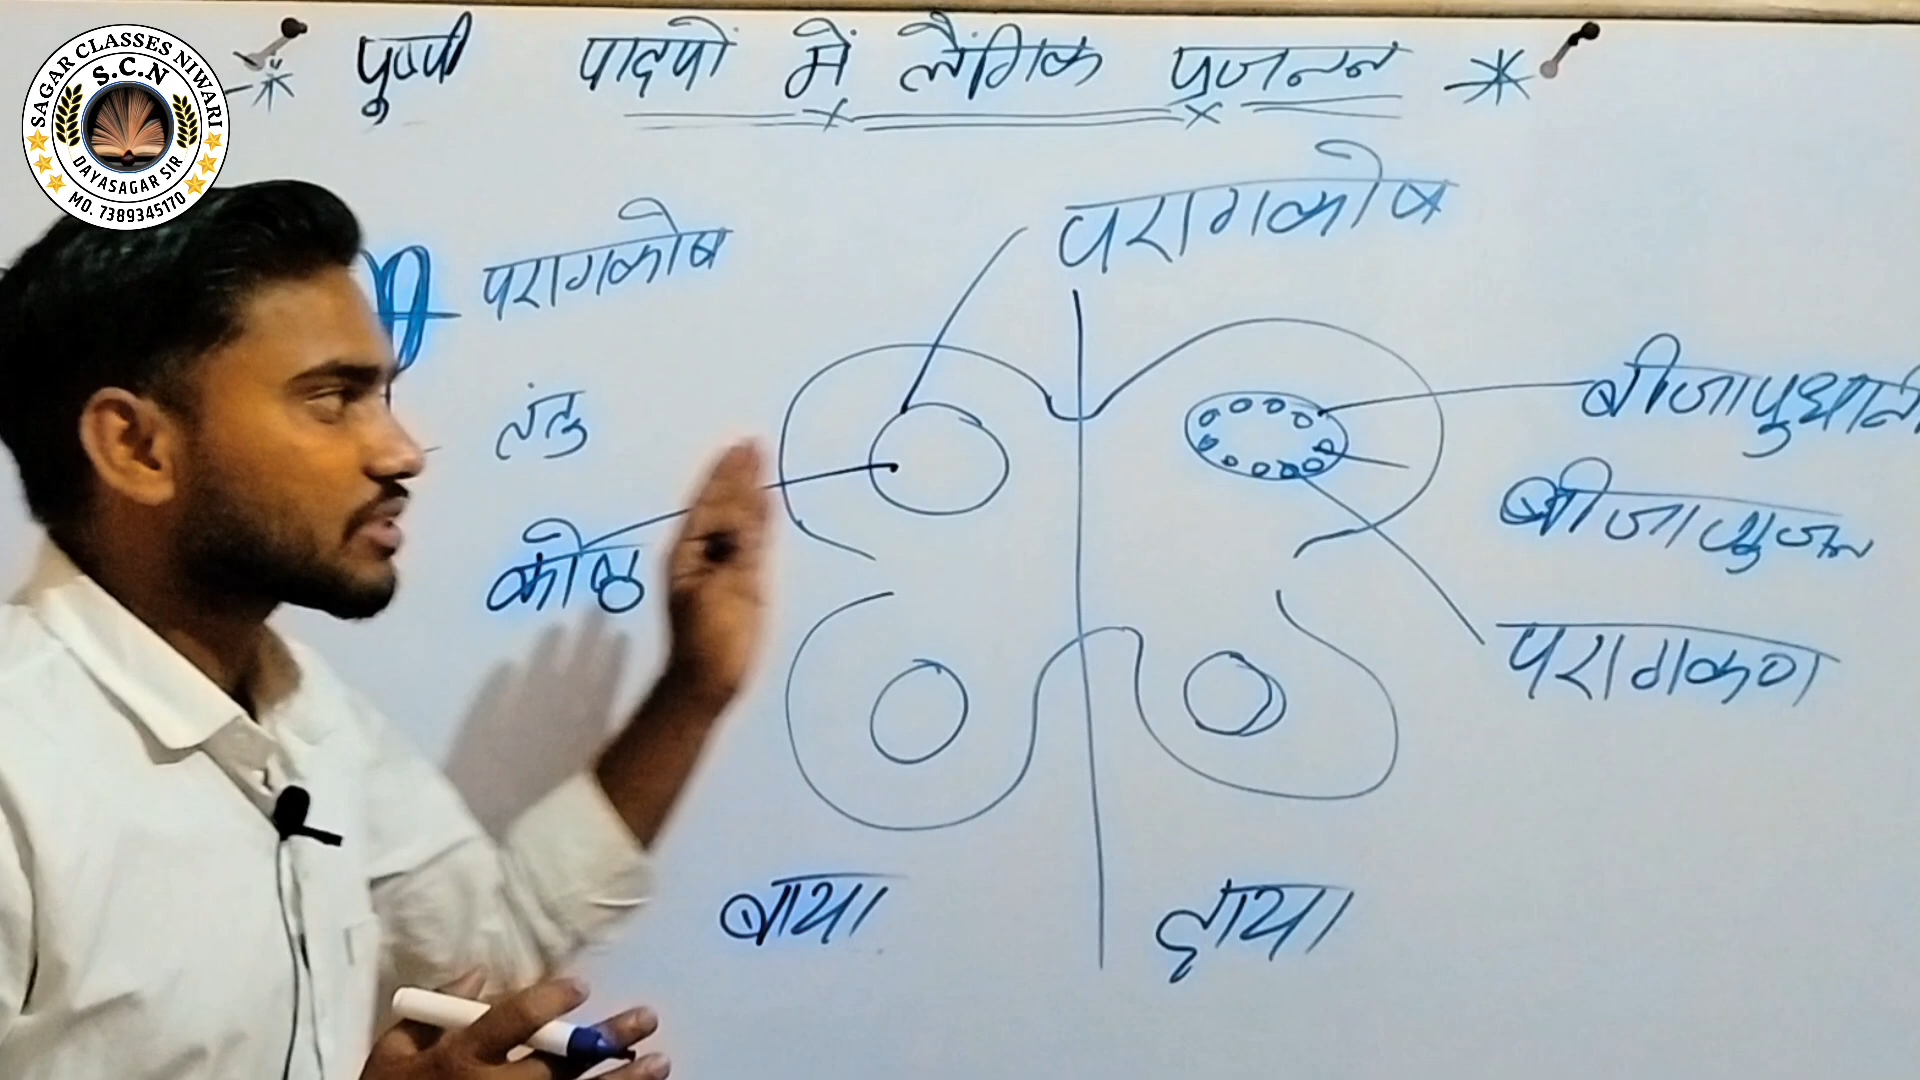 SAGAR CLASSES NIWARI
S.C.N
DAYASAGAR SIR
MO. 7389345170
पुष्पी पादपों में लैंगिक प्रजनन
परागकोष
परागकोष
तंतु
कोष्ठ
बीजाणुधानी
बीजाणुजन
परागकण
बाया
दाया